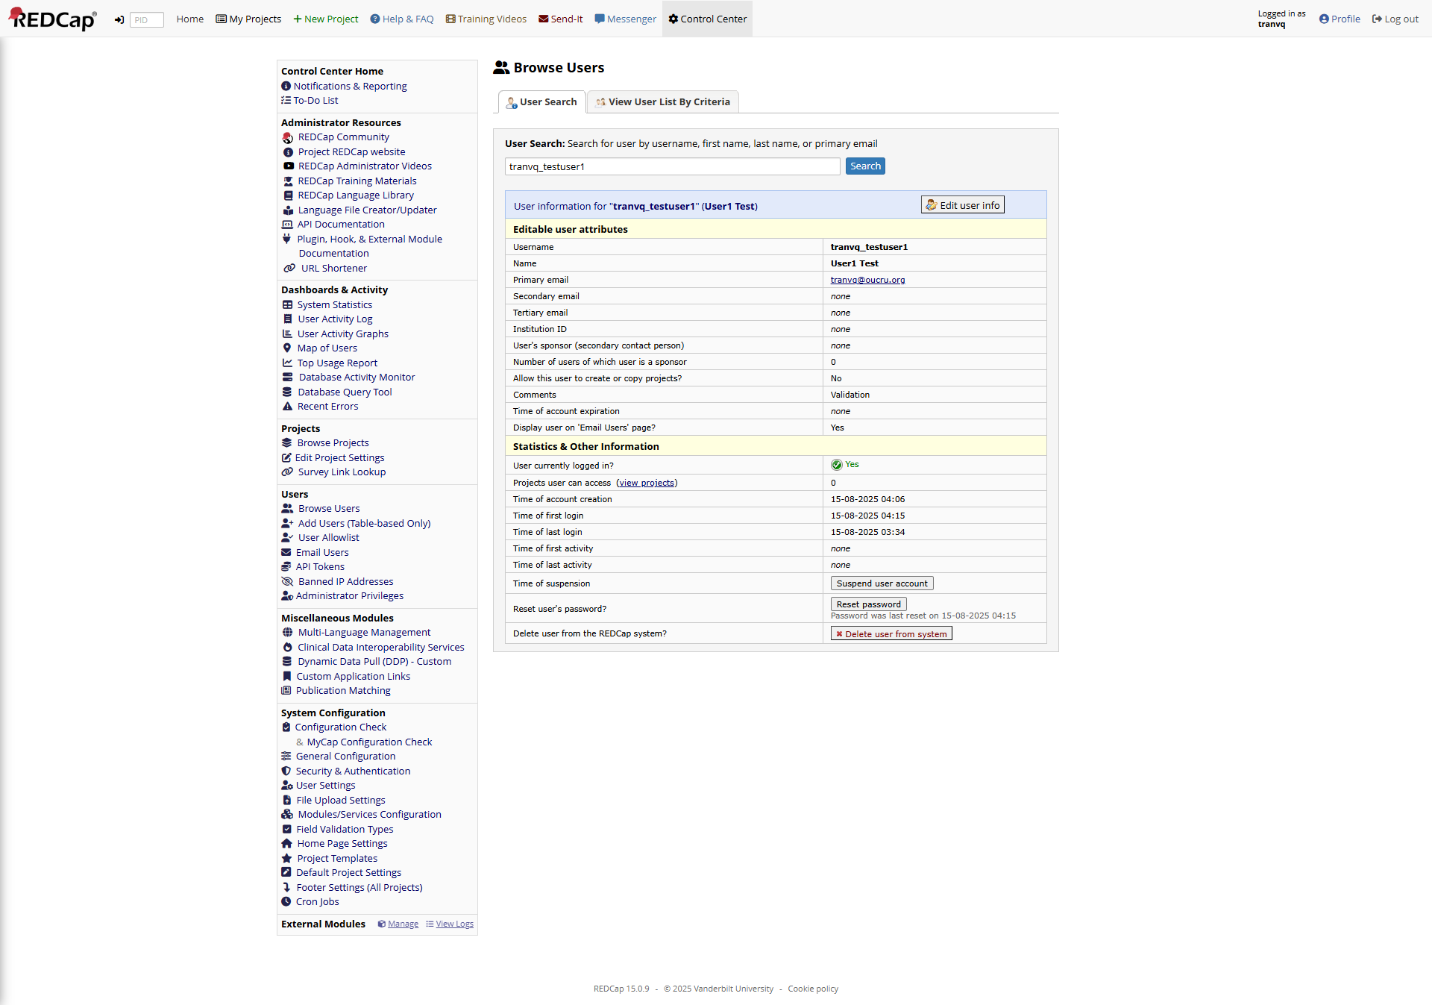 REDCap®
PID
Home
My Projects
+ New Project
Help & FAQ
Training Videos
Send-It
Messenger
Control Center
Logged in as
tranvq
Profile
Log out
Control Center Home
Notifications & Reporting
To-Do List
Administrator Resources
REDCap Community
Project REDCap website
REDCap Administrator Videos
REDCap Training Materials
REDCap Language Library
Language File Creator/Updater
API Documentation
Plugin, Hook, & External Module
Documentation
URL Shortener
Dashboards & Activity
System Statistics
User Activity Log
User Activity Graphs
Map of Users
Top Usage Report
Database Activity Monitor
Database Query Tool
Recent Errors
Projects
Browse Projects
Edit Project Settings
Survey Link Lookup
Users
Browse Users
Add Users (Table-based Only)
User Allowlist
Email Users
API Tokens
Banned IP Addresses
Administrator Privileges
Miscellaneous Modules
Multi-Language Management
Clinical Data Interoperability Services
Dynamic Data Pull (DDP) - Custom
Custom Application Links
Publication Matching
System Configuration
Configuration Check
& MyCap Configuration Check
General Configuration
Security & Authentication
User Settings
File Upload Settings
Modules/Services Configuration
Field Validation Types
Home Page Settings
Project Templates
Default Project Settings
Footer Settings (All Projects)
Cron Jobs
External Modules Manage View Logs
Browse Users
User Search
View User List By Criteria
User Search: Search for user by username, first name, last name, or primary email
tranvq_testuser1
Search
User information for "tranvq_testuser1" (User1 Test)
Edit user info
Editable user attributes
Username tranvq_testuser1
Name User1 Test
Primary email tranvq@oucru.org
Secondary email none
Tertiary email none
Institution ID none
User's sponsor (secondary contact person) none
Number of users of which user is a sponsor 0
Allow this user to create or copy projects? No
Comments Validation
Time of account expiration none
Display user on 'Email Users' page? Yes
Statistics & Other Information
User currently logged in? Yes
Projects user can access (view projects) 0
Time of account creation 15-08-2025 04:06
Time of first login 15-08-2025 04:15
Time of last login 15-08-2025 03:34
Time of first activity none
Time of last activity none
Time of suspension Suspend user account
Reset user's password? Reset password
Password was last reset on 15-08-2025 04:15
Delete user from the REDCap system? Delete user from system
REDCap 15.0.9 - © 2025 Vanderbilt University - Cookie policy